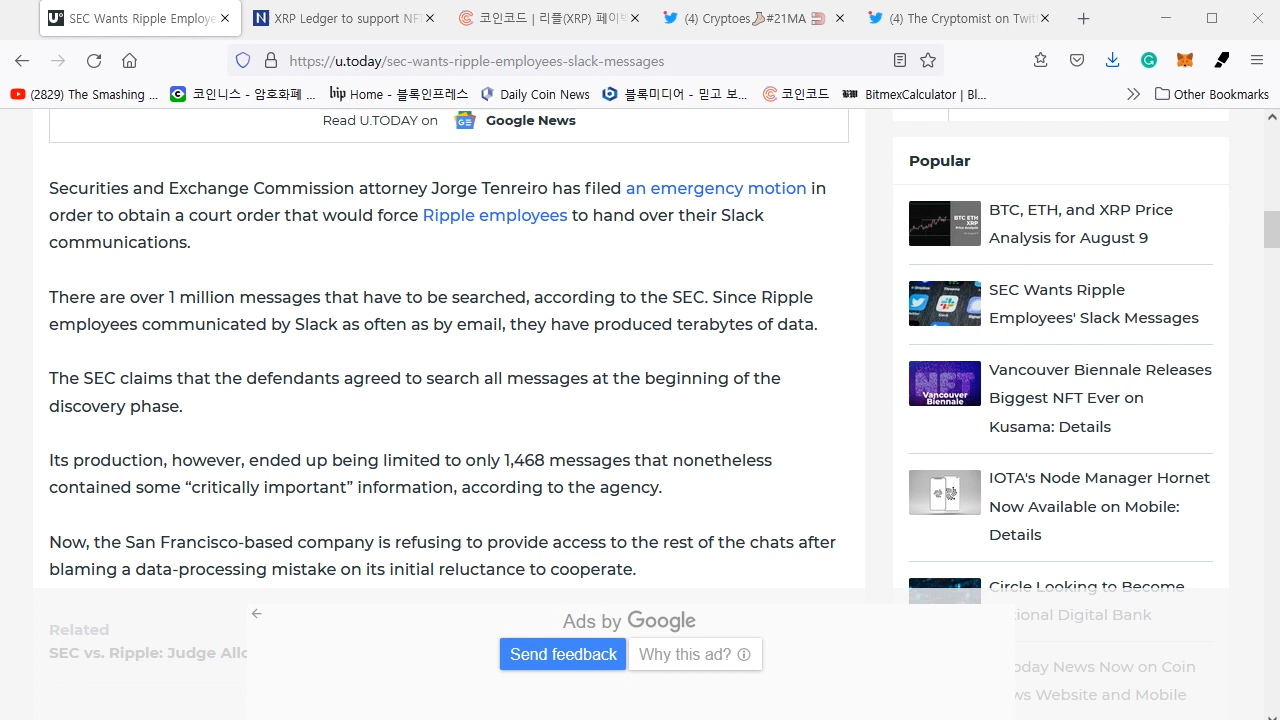 SEC Wants Ripple Employe
XRP Ledger to support NF
코인코드 | 리플(XRP) 페이
(4) Cryptoes #21MA
(4) The Cryptomist on Twit
https://u.today/sec-wants-ripple-employees-slack-messages
(2829) The Smashing ...
코인니스 - 암호화폐 ...
Home - 블록인프레스
Daily Coin News
블록미디어 - 믿고 보...
코인코드
BitmexCalculator | Bl...
Other Bookmarks
Read U.TODAY on Google News
Securities and Exchange Commission attorney Jorge Tenreiro has filed an emergency motion in
order to obtain a court order that would force Ripple employees to hand over their Slack
communications.
There are over 1 million messages that have to be searched, according to the SEC. Since Ripple
employees communicated by Slack as often as by email, they have produced terabytes of data.
The SEC claims that the defendants agreed to search all messages at the beginning of the
discovery phase.
Its production, however, ended up being limited to only 1,468 messages that nonetheless
contained some “critically important” information, according to the agency.
Now, the San Francisco-based company is refusing to provide access to the rest of the chats after
blaming a data-processing mistake on its initial reluctance to cooperate.
Related
SEC vs. Ripple: Judge Allo
Ads by Google
Send feedback
Why this ad?
Popular
BTC ETH
XRP
BTC, ETH, and XRP Price
Analysis for August 9
SEC Wants Ripple
Employees' Slack Messages
NFT
Vancouver
Biennale
Vancouver Biennale Releases
Biggest NFT Ever on
Kusama: Details
IOTA's Node Manager Hornet
Now Available on Mobile:
Details
Circle Looking to Become
tional Digital Bank
oday News Now on Coin
ws Website and Mobile